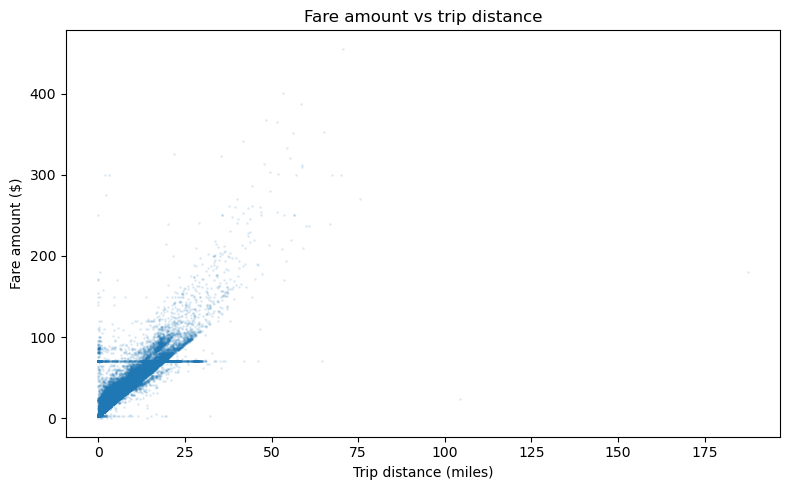 Fare amount vs trip distance
Fare amount ($)
400
300
200
100
0
0 25 50 75 100 125 150 175
Trip distance (miles)